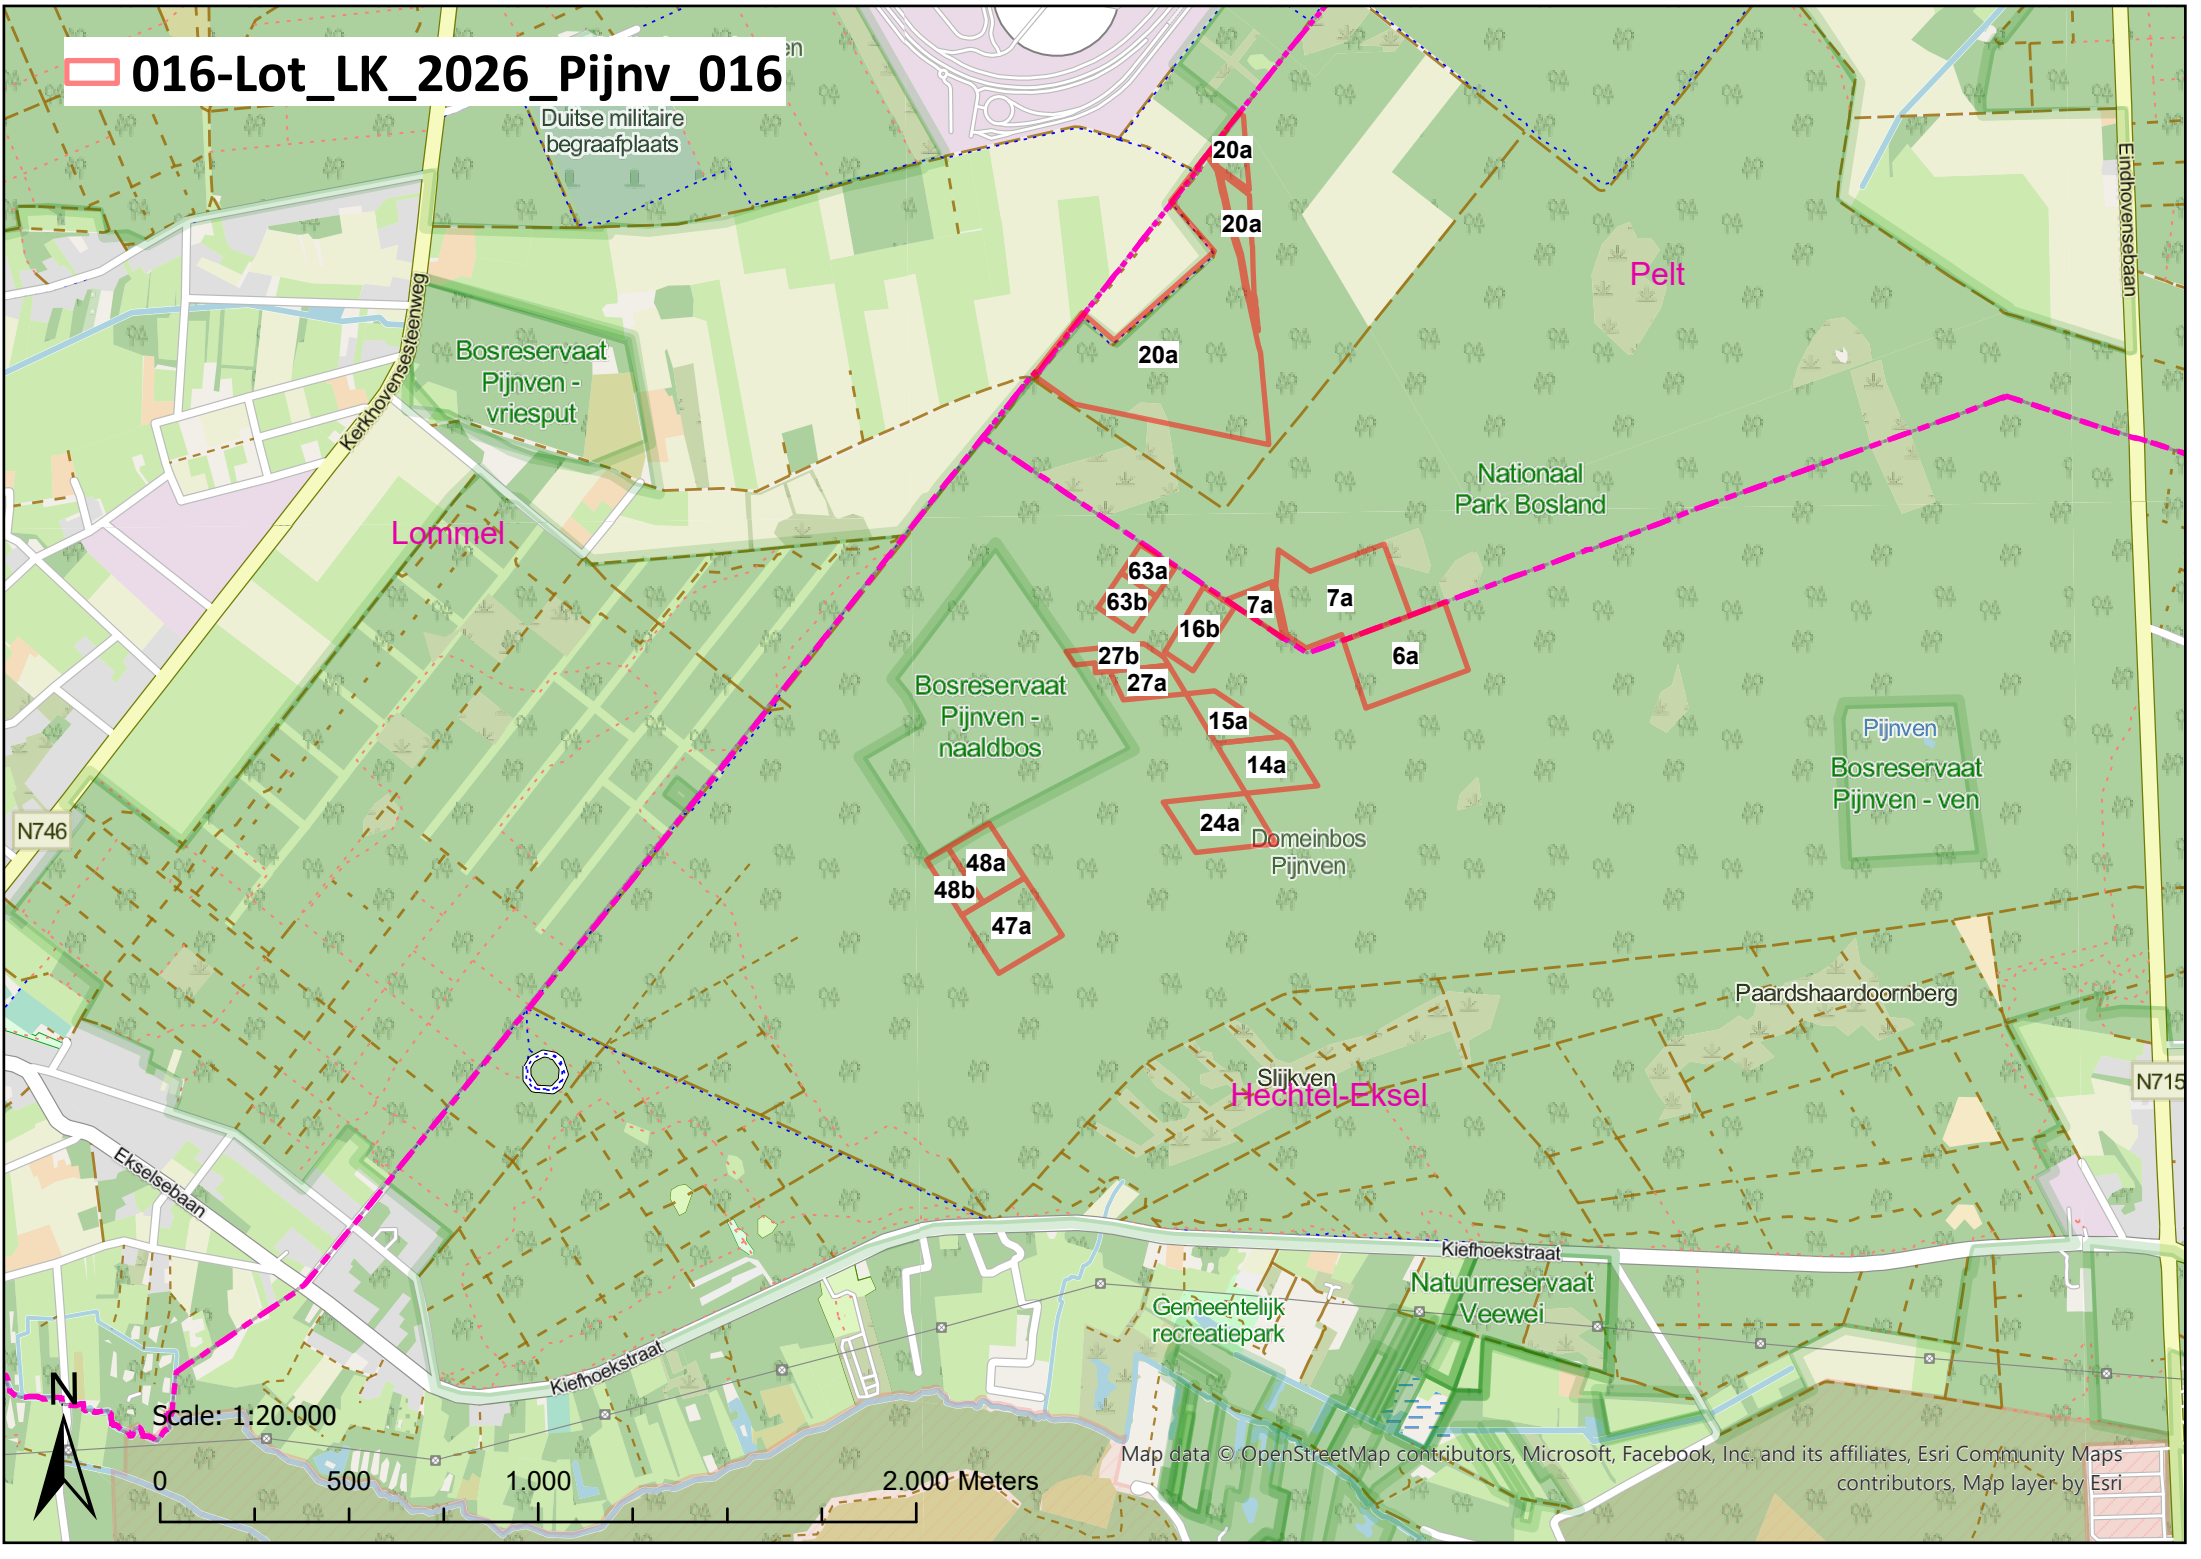 016-Lot_LK_2026_Pijnv_016
en
Duitse militaire
begraafplaats
20a
20a
20a
Eindhovensebaan
Pelt
Kerkhovensesteenweg
Bosreservaat
Pijnven -
vriesput
Nationaal
Park Bosland
Lommel
63a
63b
7a
7a
16b
6a
27b
27a
Bosreservaat
Pijnven -
naaldbos
15a
14a
24a
Domeinbos
Pijnven
Pijnven
Bosreservaat
Pijnven - ven
N746
48a
48b
47a
Paardshaardoornberg
Slijkven
Hechtel-Eksel
N715
Ekselsebaan
Kiefhoekstraat
Kiefhoekstraat
Natuurreservaat
Veewei
Gemeentelijk
recreatiepark
N
Scale: 1:20.000
0 500 1.000 2.000 Meters
Map data © OpenStreetMap contributors, Microsoft, Facebook, Inc. and its affiliates, Esri Community Maps
contributors, Map layer by Esri